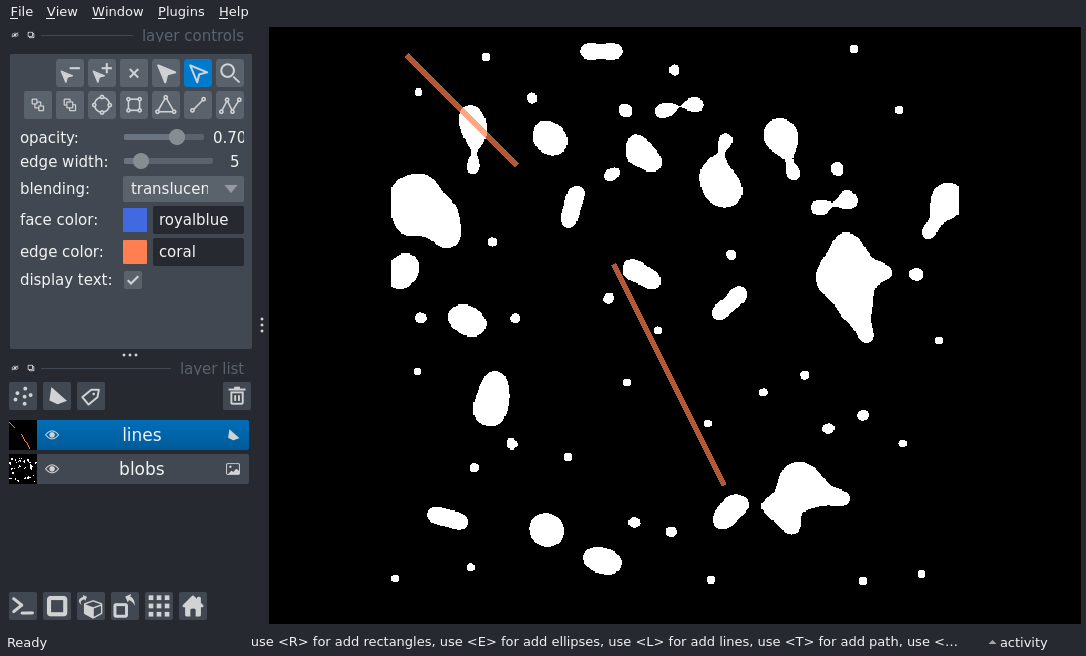 File View Window Plugins Help
layer controls
opacity: 0.70
edge width: 5
blending: translucen
face color: royalblue
edge color: coral
display text:
layer list
lines
blobs
Ready use <R> for add rectangles, use <E> for add ellipses, use <L> for add lines, use <T> for add path, use <... activity